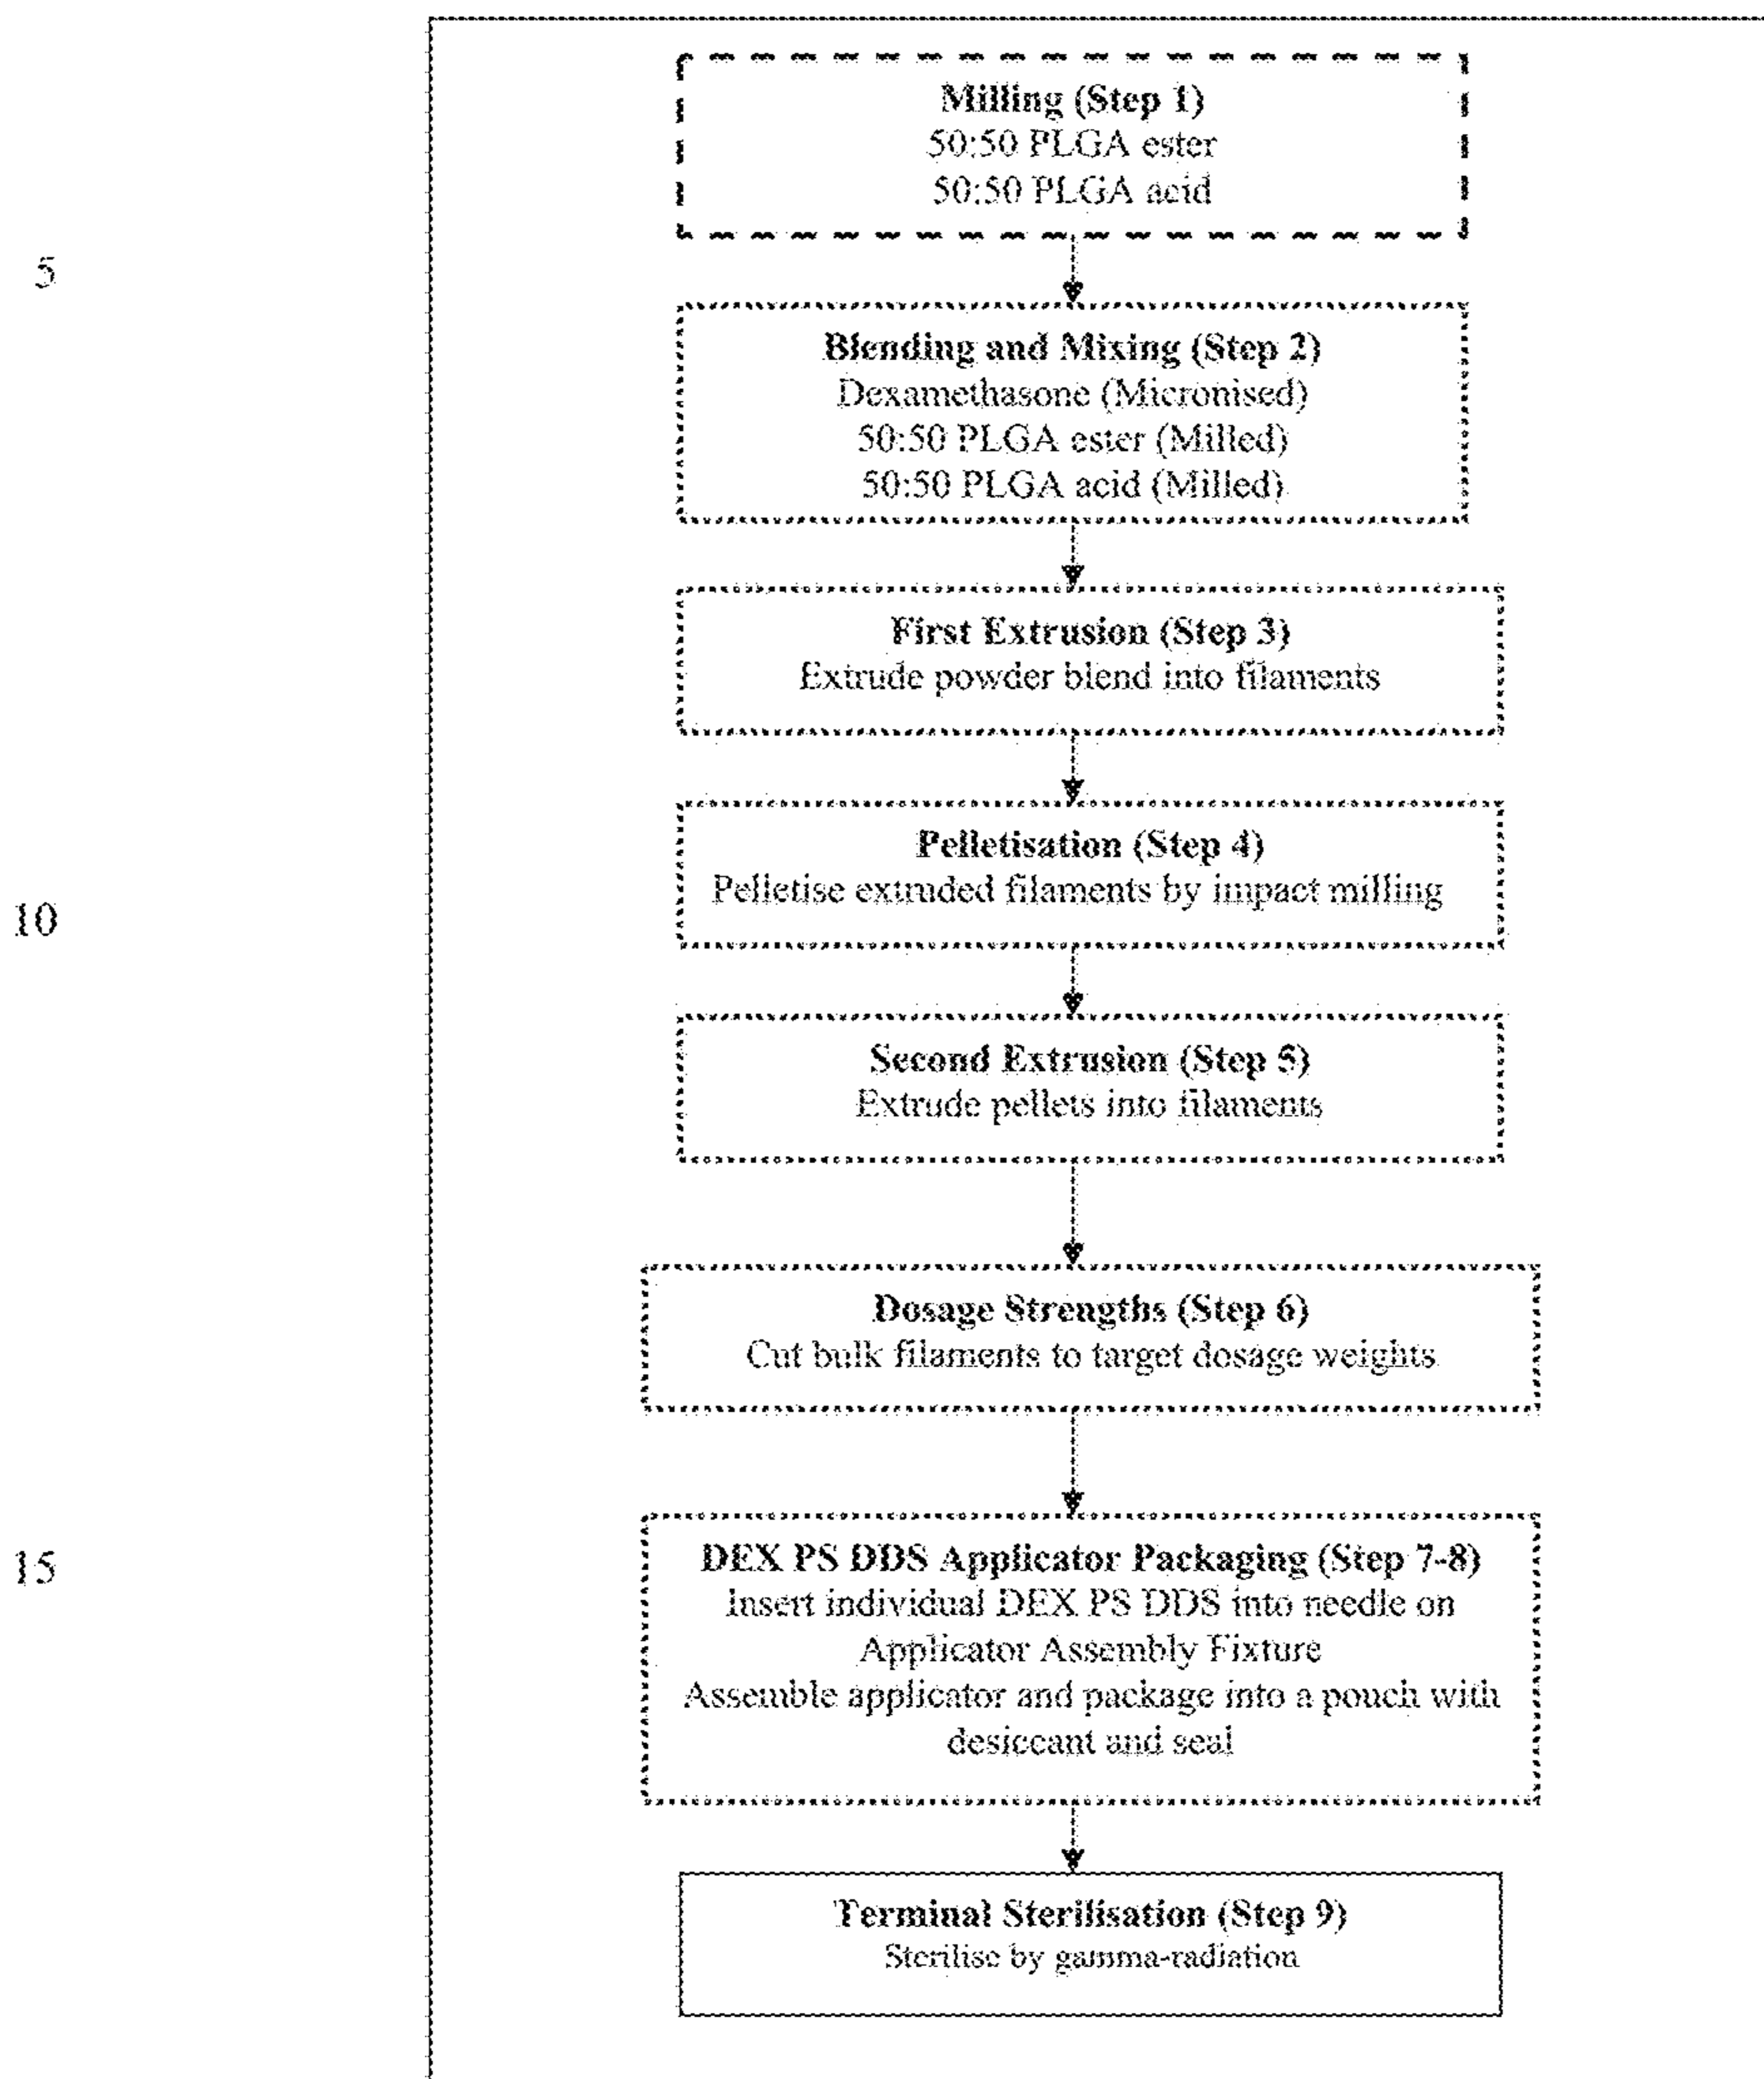 Milling (Step 1)
50:50 PLGA ester
50:50 PLGA acid
5
Blending and Mixing (Step 2)
Dexamethasone (Micronised)
50:50 PLGA ester (Milled)
50:50 PLGA acid (Milled)
First Extrusion (Step 3)
Extrude powder blend into filaments
Pelletisation (Step 4)
Pelletise extruded filaments by impact milling
10
Second Extrusion (Step 5)
Extrude pellets into filaments
Dosage Strengths (Step 6)
Cut bulk filaments to target dosage weights
DEX PS DDS Applicator Packaging (Step 7-8)
15
Insert individual DEX PS DDS into needle on
Applicator Assembly Fixture
Assemble applicator and package into a pouch with
desiccant and seal
Terminal Sterilisation (Step 9)
Sterilise by gamma-radiation